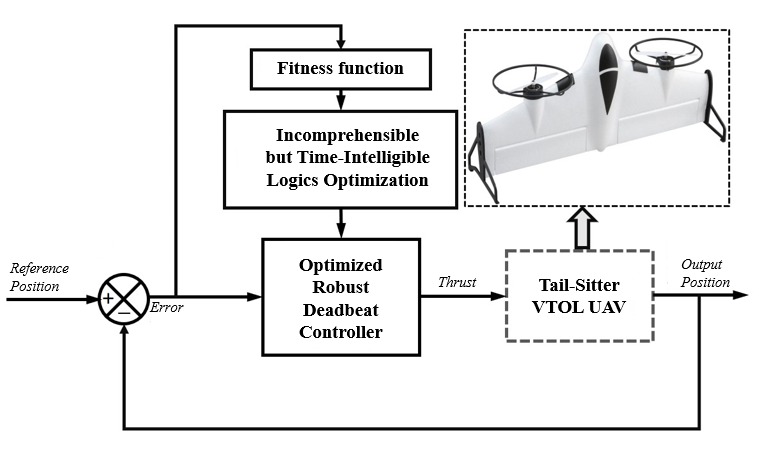 Fitness function
Incomprehensible
but Time-Intelligible
Logics Optimization
Reference
Position
+
−
Error
Optimized
Robust
Deadbeat
Controller
Thrust
Tail-Sitter
VTOL UAV
Output
Position